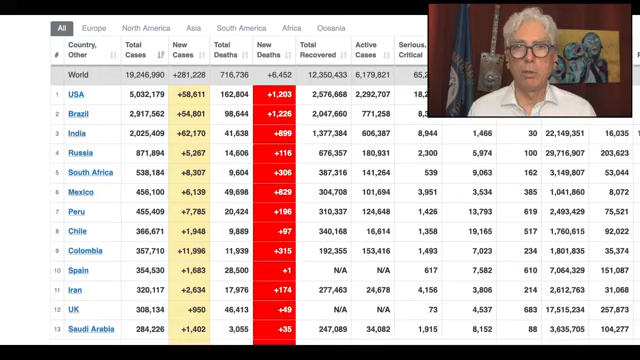 All Europe North America Asia South America Africa Oceania
# Country, Other Total Cases New Cases Total Deaths New Deaths Total Recovered Active Cases Serious, Critical
World 19,246,990 +281,228 716,736 +6,452 12,350,433 6,179,821
1 USA 5,032,179 +58,611 162,804 +1,203 2,576,668 2,292,707
2 Brazil 2,917,562 +54,801 98,644 +1,226 2,047,660 771,258
3 India 2,025,409 +62,170 41,638 +899 1,377,384 606,387 8,944 1,466 30 22,149,351 16,035
4 Russia 871,894 +5,267 14,606 +116 676,357 180,931 2,300 5,974 100 29,716,907 203,623
5 South Africa 538,184 +8,307 9,604 +306 387,316 141,264 539 9,063 162 3,149,807 53,044
6 Mexico 456,100 +6,139 49,698 +829 304,708 101,694 3,951 3,534 385 1,041,860 8,072
7 Peru 455,409 +7,785 20,424 +196 310,337 124,648 1,426 13,793 619 2,493,429 75,521
8 Chile 366,671 +1,948 9,889 +97 340,168 16,614 1,358 19,165 517 1,760,615 92,022
9 Colombia 357,710 +11,996 11,939 +315 192,355 153,416 1,493 7,023 234 1,801,835 35,374
10 Spain 354,530 +1,683 28,500 +1 N/A N/A 617 7,582 610 7,064,329 151,087
11 Iran 320,117 +2,634 17,976 +174 277,463 24,678 4,156 3,806 214 2,612,763 31,068
12 UK 308,134 +950 46,413 +49 N/A N/A 73 4,537 683 17,515,234 257,873
13 Saudi Arabia 284,226 +1,402 3,055 +35 247,089 34,082 1,915 8,152 88 3,635,705 104,277